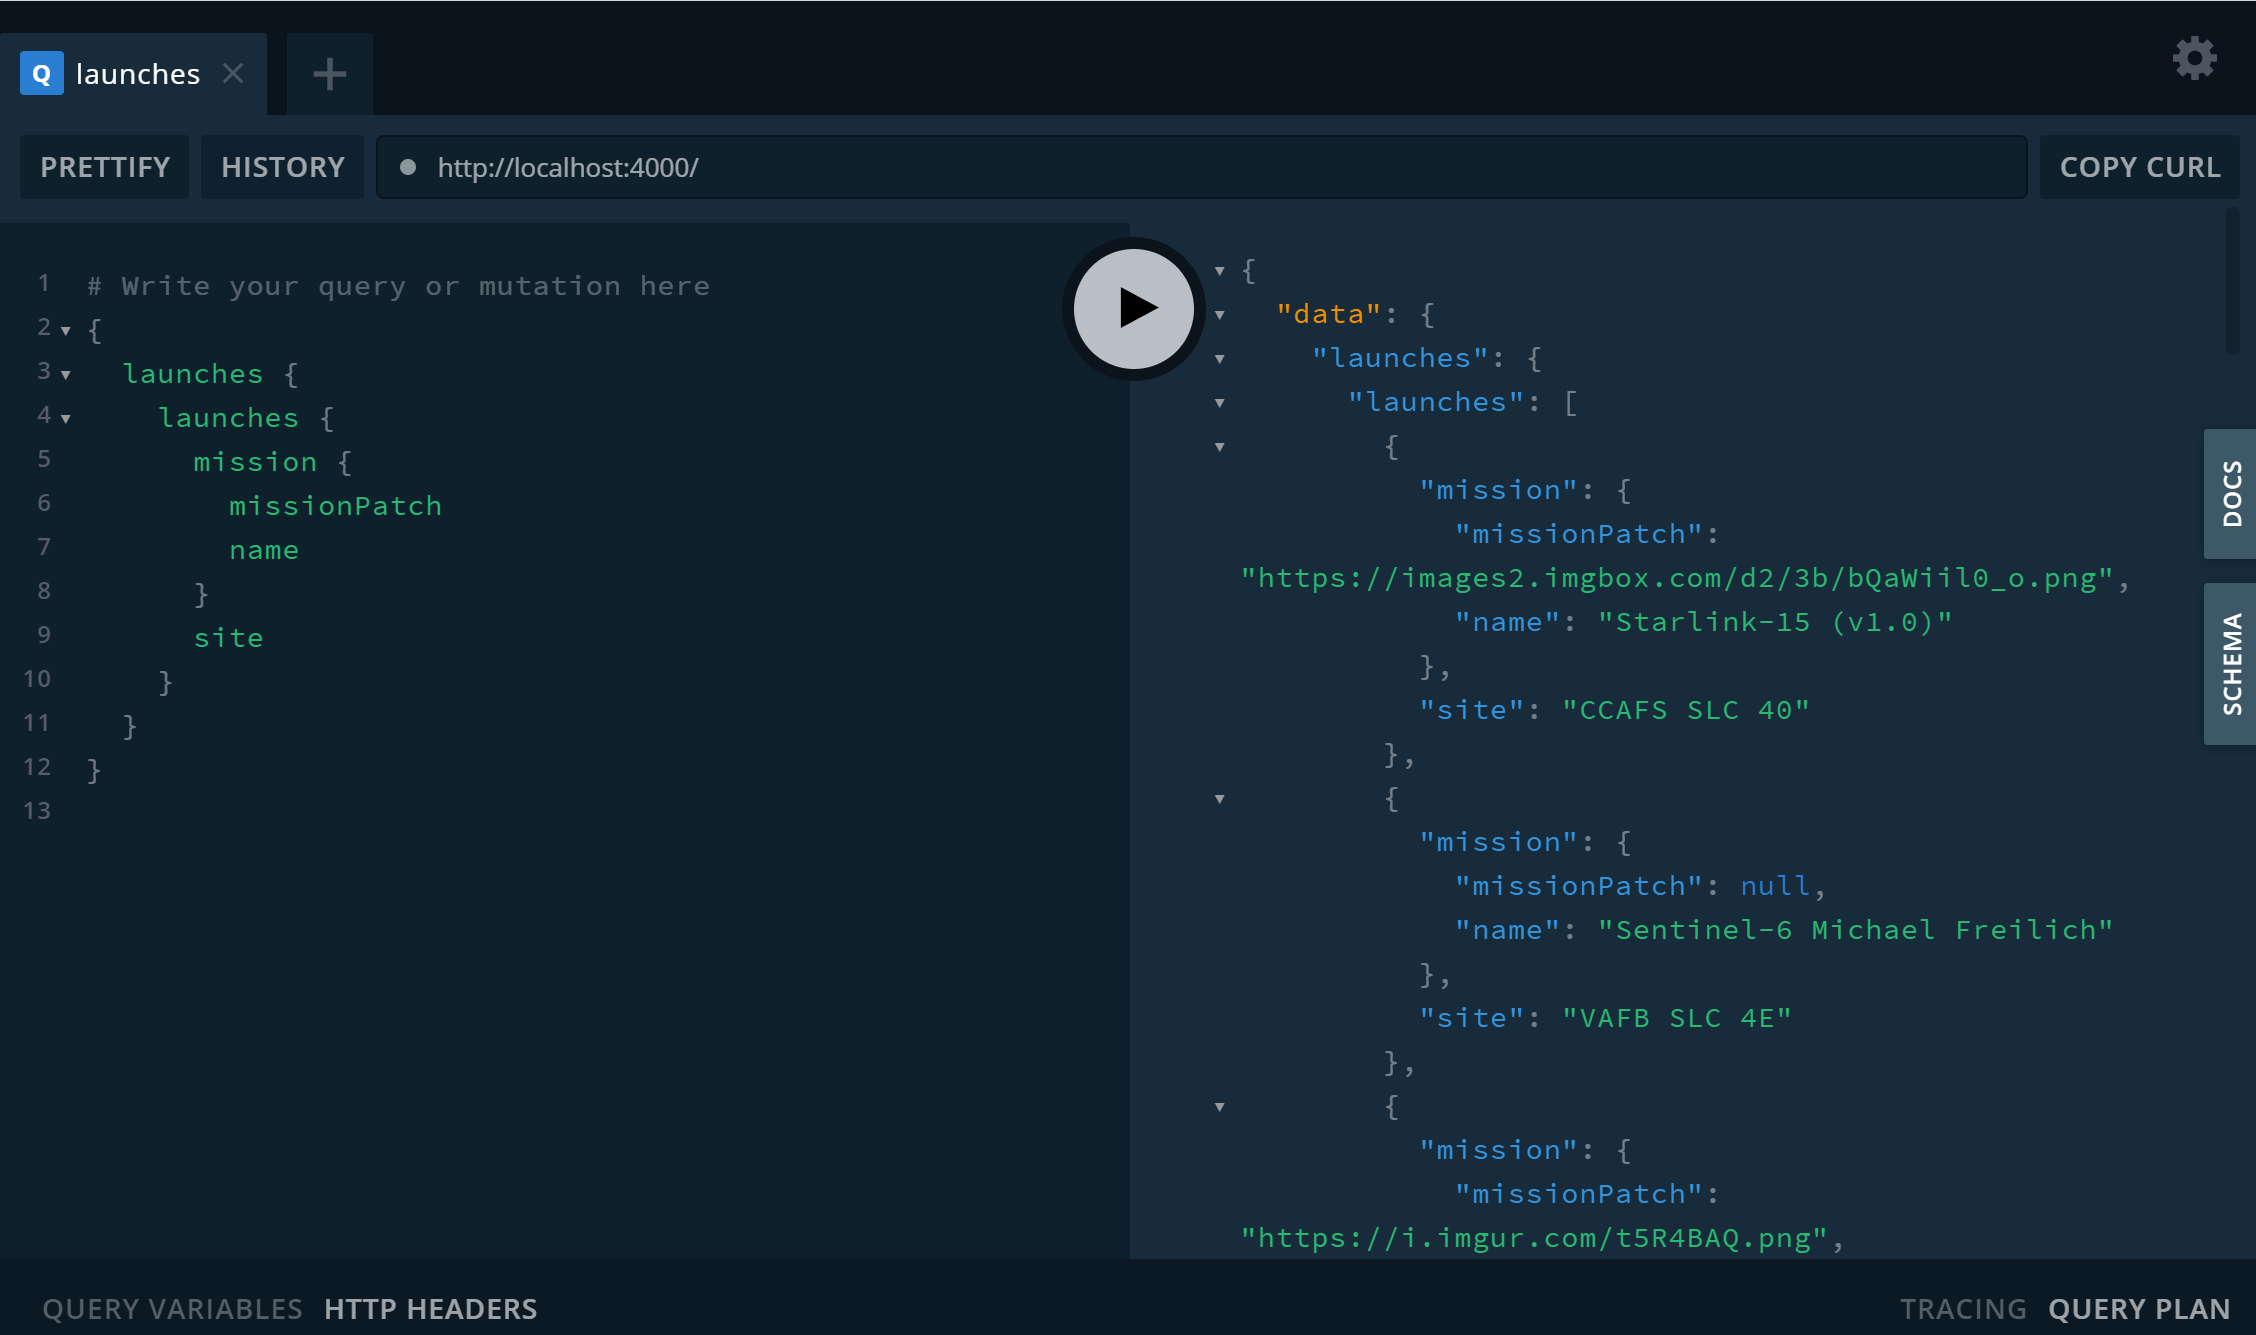 Q launches
PRETTIFY HISTORY http://localhost:4000/ COPY CURL
1 # Write your query or mutation here
2 {
3 launches {
4 launches {
5 mission {
6 missionPatch
7 name
8 }
9 site
10 }
11 }
12 }
13
{
"data": {
"launches": {
"launches": [
{
"mission": {
"missionPatch":
"https://images2.imgbox.com/d2/3b/bQaWiil0_o.png",
"name": "Starlink-15 (v1.0)"
},
"site": "CCAFS SLC 40"
},
{
"mission": {
"missionPatch": null,
"name": "Sentinel-6 Michael Freilich"
},
"site": "VAFB SLC 4E"
},
{
"mission": {
"missionPatch":
"https://i.imgur.com/t5R4BAQ.png",
DOCS
SCHEMA
QUERY VARIABLES HTTP HEADERS
TRACING QUERY PLAN